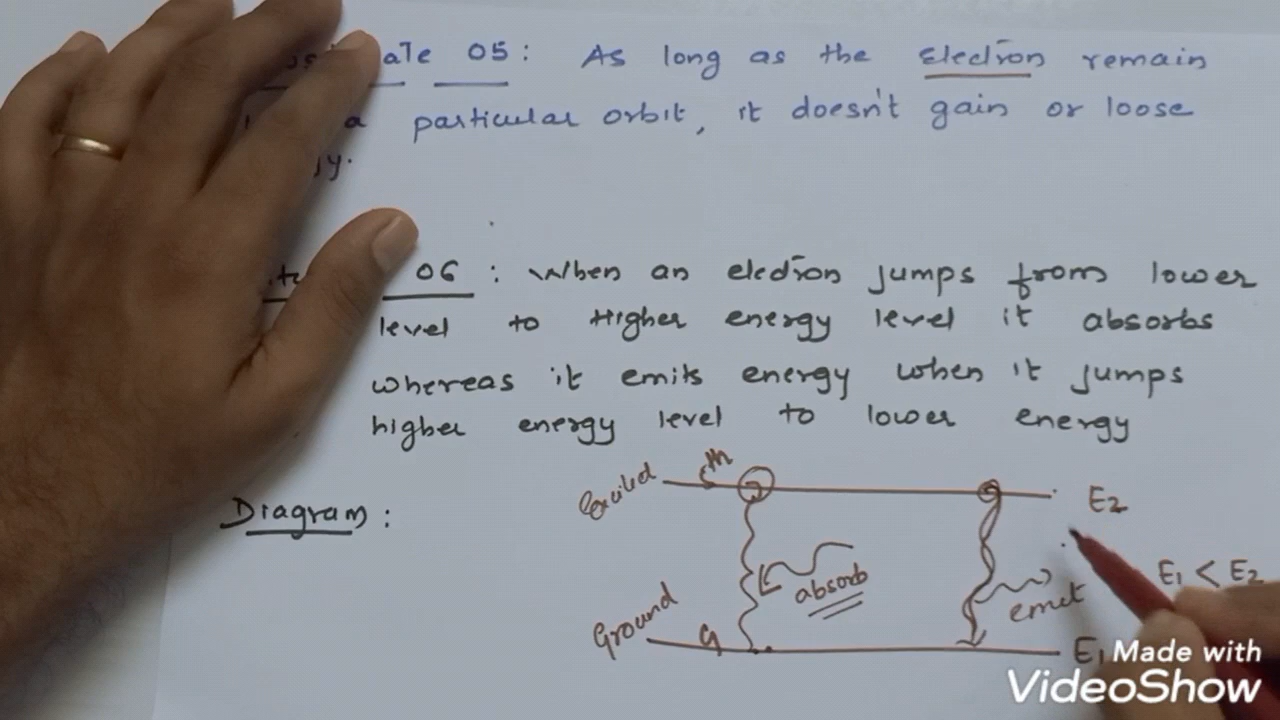 05: As long as the Electron remain
a particular orbit, it doesn't gain or loose
06: When an electron jumps from lower
level to Higher energy level it absorbs
whereas it emits energy when it jumps
higher energy level to lower energy
Excited
E2
Diagram:
absorb
emit
E1 < E2
Ground
E1
Made with
VideoShow